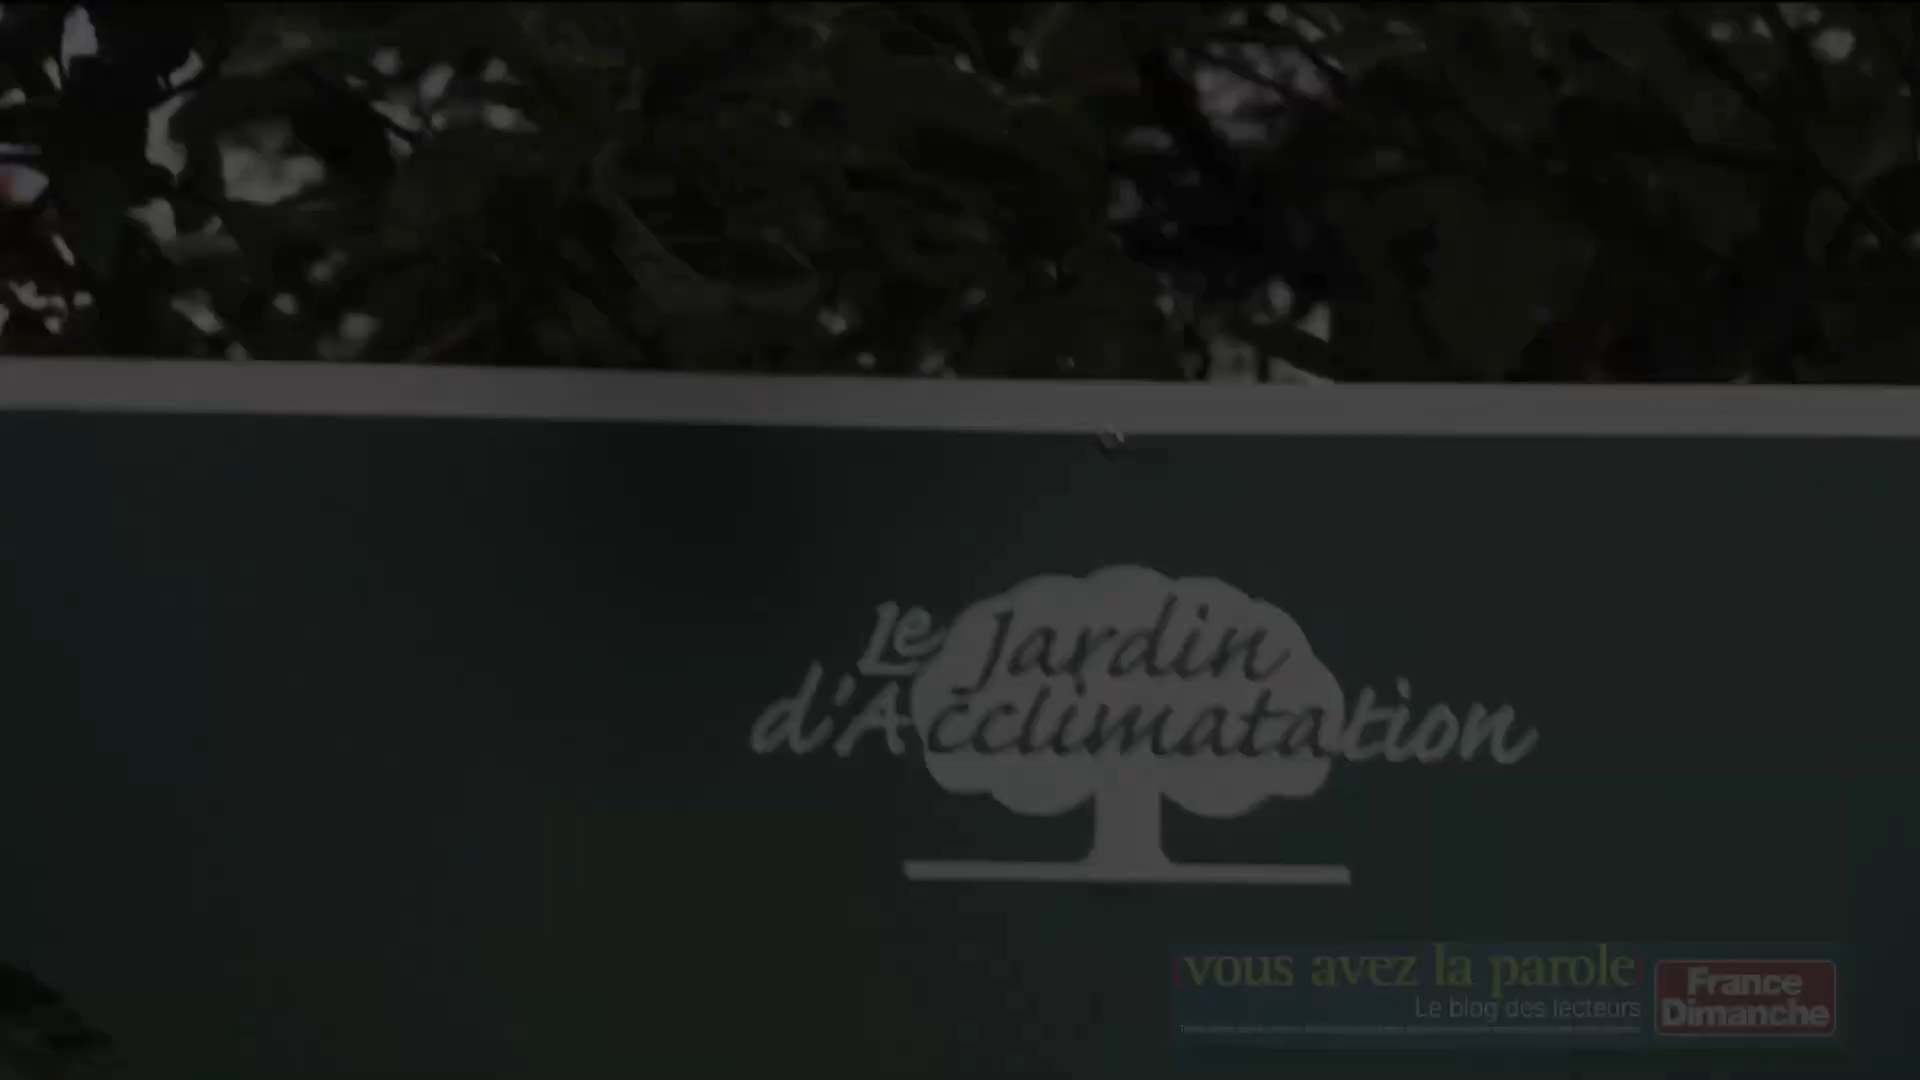 Le Jardin
d'Acclimatation
vous avez la parole
Le blog des lecteurs
France
Dimanche